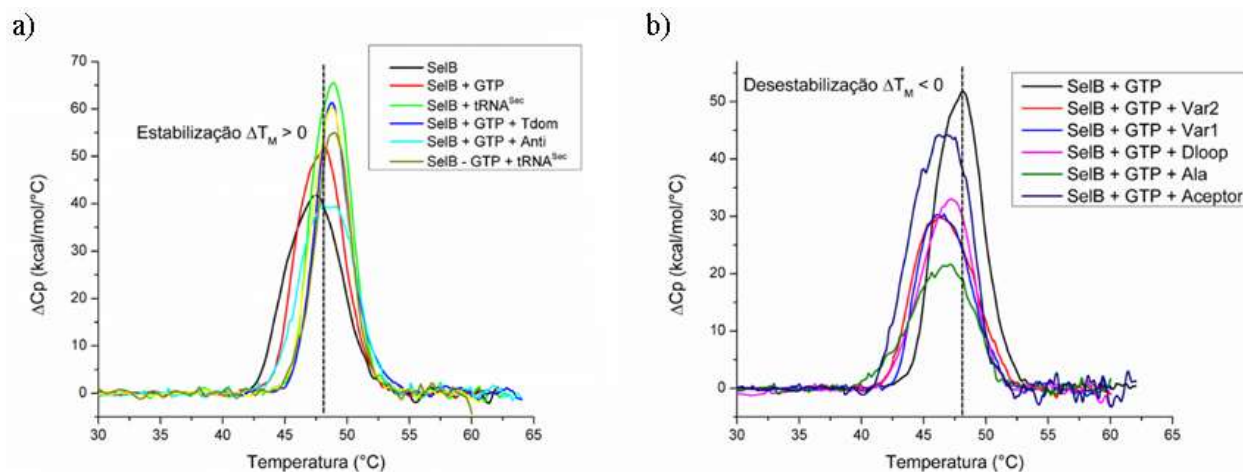 a)
Estabilização ΔTM > 0
SelB
SelB + GTP
SelB + tRNASec
SelB + GTP + Tdom
SelB + GTP + Anti
SelB - GTP + tRNASec
ΔCp (kcal/mol/°C)
70
60
50
40
30
20
10
0
30 35 40 45 50 55 60 65
Temperatura (°C)
b)
Desestabilização ΔTM < 0
SelB + GTP
SelB + GTP + Var2
SelB + GTP + Var1
SelB + GTP + Dloop
SelB + GTP + Ala
SelB + GTP + Aceptor
ΔCp (kcal/mol/°C)
50
40
30
20
10
0
30 35 40 45 50 55 60 65
Temperatura (°C)